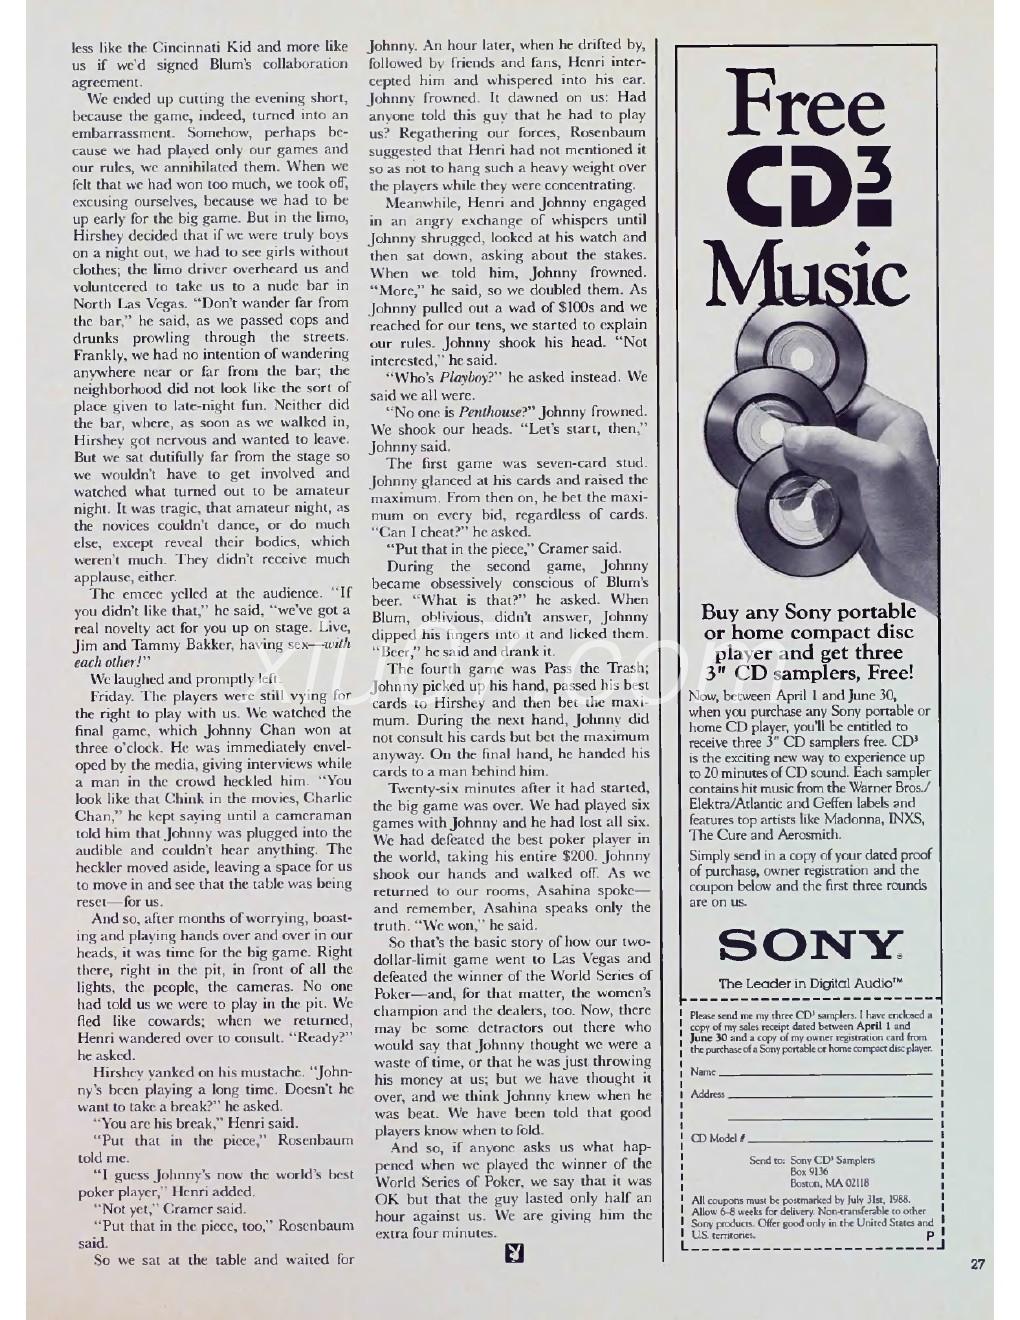 less like the Cincinnati Kid and more like
us if we'd signed Blum's collaboration
agreement.
We ended up cutting the evening short,
because the game, indeed, turned into an
embarrassment. Somehow, perhaps be-
cause we had played only our games and
our rules, we annihilated them. When we
felt that we had won too much, we took off,
excusing ourselves, because we had to be
up early for the big game. But in the limo,
Hirshey decided that if we were truly boys
on a night out, we had to see girls without
clothes; the limo driver overheard us and
volunteered to take us to a nude bar in
North Las Vegas. "Don't wander far from
the bar," he said, as we passed cops and
drunks prowling through the streets.
Frankly, we had no intention of wandering
anywhere near or far from the bar; the
neighborhood did not look like the sort of
place given to late-night fun. Neither did
the bar, where, as soon as we walked in,
Hirshey got nervous and wanted to leave.
But we sat dutifully far from the stage so
we wouldn't have to get involved and
watched what turned out to be amateur
night. It was tragic, that amateur night, as
the novices couldn't dance, or do much
else, except reveal their bodies, which
weren't much. They didn't receive much
applause, either.
The emcee yelled at the audience. "If
you didn't like that," he said, "we've got a
real novelty act for you up on stage. Live,
Jim and Tammy Bakker, having sex—with
each other!"
We laughed and promptly left.
Friday. The players were still vying for
the right to play with us. We watched the
final game, which Johnny Chan won at
three o'clock. He was immediately envel-
oped by the media, giving interviews while
a man in the crowd heckled him. "You
look like that Chink in the movies, Charlie
Chan," he kept saying until a cameraman
told him that Johnny was plugged into the
audible and couldn't hear anything. The
heckler moved aside, leaving a space for us
to move in and see that the table was being
reset—for us.
And so, after months of worrying, boast-
ing and playing hands over and over in our
heads, it was time for the big game. Right
there, right in the pit, in front of all the
lights, the people, the cameras. No one
had told us we were to play in the pit. We
fled like cowards; when we returned,
Henri wandered over to consult. "Ready?"
he asked.
Hirshey yanked on his mustache. "John-
ny's been playing a long time. Doesn't he
want to take a break?" he asked.
"You are his break," Henri said.
"Put that in the piece," Rosenbaum
told me.
"I guess Johnny's now the world's best
poker player," Henri added.
"Not yet," Cramer said.
"Put that in the piece, too," Rosenbaum
said.
So we sat at the table and waited for
Johnny. An hour later, when he drifted by,
followed by friends and fans, Henri inter-
cepted him and whispered into his ear.
Johnny frowned. It dawned on us: Had
anyone told this guy that he had to play
us? Regathering our forces, Rosenbaum
suggested that Henri had not mentioned it
so as not to hang such a heavy weight over
the players while they were concentrating.
Meanwhile, Henri and Johnny engaged
in an angry exchange of whispers until
Johnny shrugged, looked at his watch and
then sat down, asking about the stakes.
When we told him, Johnny frowned.
"More," he said, so we doubled them. As
Johnny pulled out a wad of $100s and we
reached for our tens, we started to explain
our rules. Johnny shook his head. "Not
interested," he said.
"Who's Playboy?" he asked instead. We
said we all were.
"No one is Penthouse?" Johnny frowned.
We shook our heads. "Let's start, then,"
Johnny said.
The first game was seven-card stud.
Johnny glanced at his cards and raised the
maximum. From then on, he bet the maxi-
mum on every bid, regardless of cards.
"Can I cheat?" he asked.
"Put that in the piece," Cramer said.
During the second game, Johnny
became obsessively conscious of Blum's
beer. "What is that?" he asked. When
Blum, oblivious, didn't answer, Johnny
dipped his fingers into it and licked them.
"Beer," he said and drank it.
The fourth game was Pass the Trash;
Johnny picked up his hand, passed his best
cards to Hirshey and then bet the maxi-
mum. During the next hand, Johnny did
not consult his cards but bet the maximum
anyway. On the final hand, he handed his
cards to a man behind him.
Twenty-six minutes after it had started,
the big game was over. We had played six
games with Johnny and he had lost all six.
We had defeated the best poker player in
the world, taking his entire $200. Johnny
shook our hands and walked off. As we
returned to our rooms, Asahina spoke—
and remember, Asahina speaks only the
truth. "We won," he said.
So that's the basic story of how our two-
dollar-limit game went to Las Vegas and
defeated the winner of the World Series of
Poker—and, for that matter, the women's
champion and the dealers, too. Now, there
may be some detractors out there who
would say that Johnny thought we were a
waste of time, or that he was just throwing
his money at us; but we have thought it
over, and we think Johnny knew when he
was beat. We have been told that good
players know when to fold.
And so, if anyone asks us what hap-
pened when we played the winner of the
World Series of Poker, we say that it was
OK but that the guy lasted only half an
hour against us. We are giving him the
extra four minutes.
Free
CD3
Music
Buy any Sony portable
or home compact disc
player and get three
3" CD samplers, Free!
Now, between April 1 and June 30,
when you purchase any Sony portable or
home CD player, you'll be entitled to
receive three 3" CD samplers free. CD³
is the exciting new way to experience up
to 20 minutes of CD sound. Each sampler
contains hit music from the Warner Bros./
Elektra/Atlantic and Geffen labels and
features top artists like Madonna, INXS,
The Cure and Aerosmith.
Simply send in a copy of your dated proof
of purchase, owner registration and the
coupon below and the first three rounds
are on us.
SONY®
The Leader in Digital Audio™
Please send me my three CD³ samplers. I have enclosed a
copy of my sales receipt dated between April 1 and
June 30 and a copy of my owner registration card from
the purchase of a Sony portable or home compact disc player.
Name
Address
CD Model #
Send to: Sony CD³ Samplers
Box 9136
Boston, MA 02118
All coupons must be postmarked by July 31st, 1988.
Allow 6-8 weeks for delivery. Non-transferable to other
Sony products. Offer good only in the United States and
U.S. territories. P
27